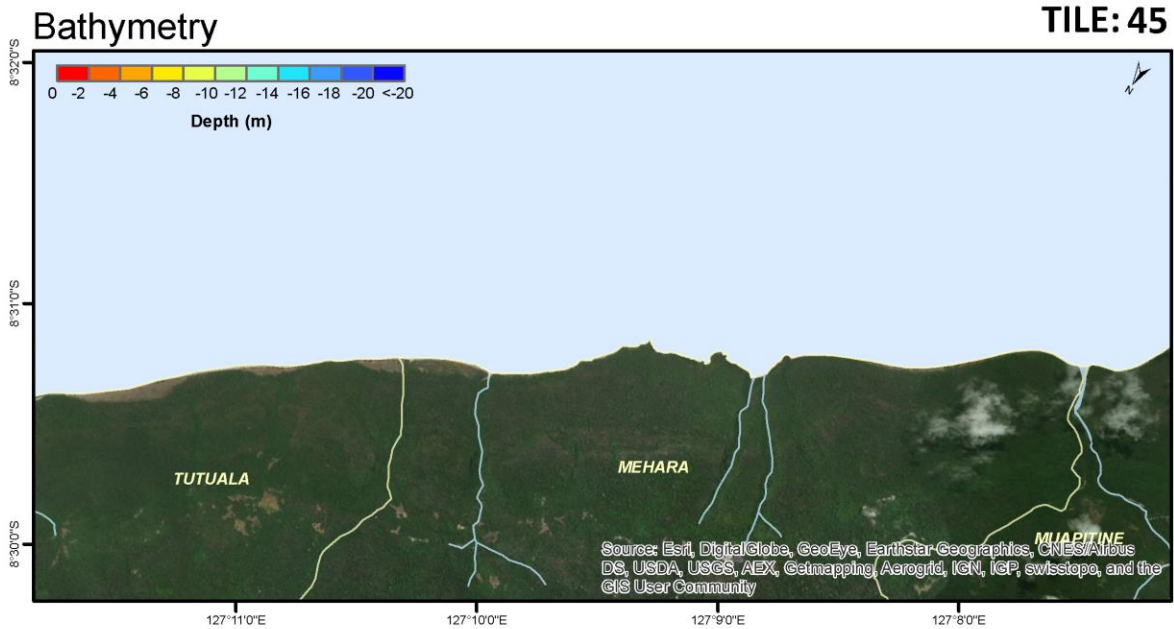 Bathymetry
TILE: 45
8°32'0"S
0 -2 -4 -6 -8 -10 -12 -14 -16 -18 -20 <-20
Depth (m)
N
8°31'0"S
MEHARA
TUTUALA
8°30'0"S
MUAPITINE
Source: Esri, DigitalGlobe, GeoEye, Earthstar Geographics, CNES/Airbus
DS, USDA, USGS, AEX, Getmapping, Aerogrid, IGN, IGP, swisstopo, and the
GIS User Community
127°11'0"E 127°10'0"E 127°9'0"E 127°8'0"E